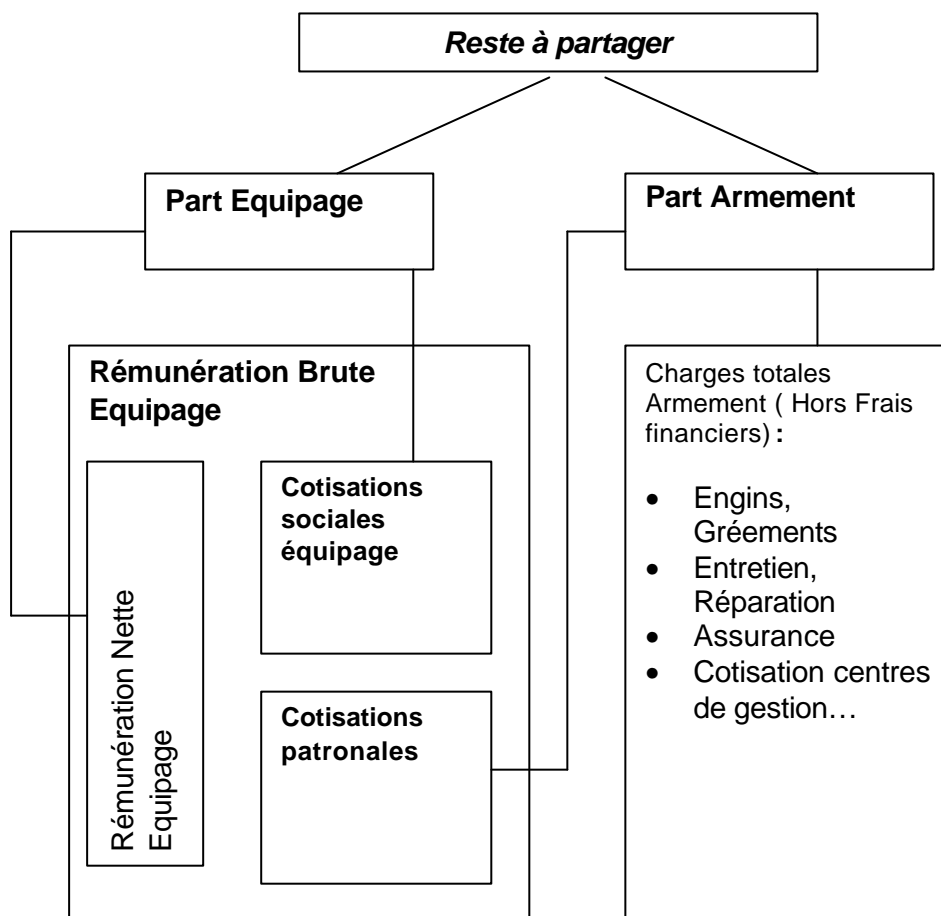 Reste à partager
Part Equipage
Part Armement
Rémunération Brute
Equipage
Rémunération Nette
Equipage
Cotisations
sociales
équipage
Cotisations
patronales
Charges totales
Armement ( Hors Frais
financiers) :
• Engins,
Gréements
• Entretien,
Réparation
• Assurance
• Cotisation centres
de gestion…